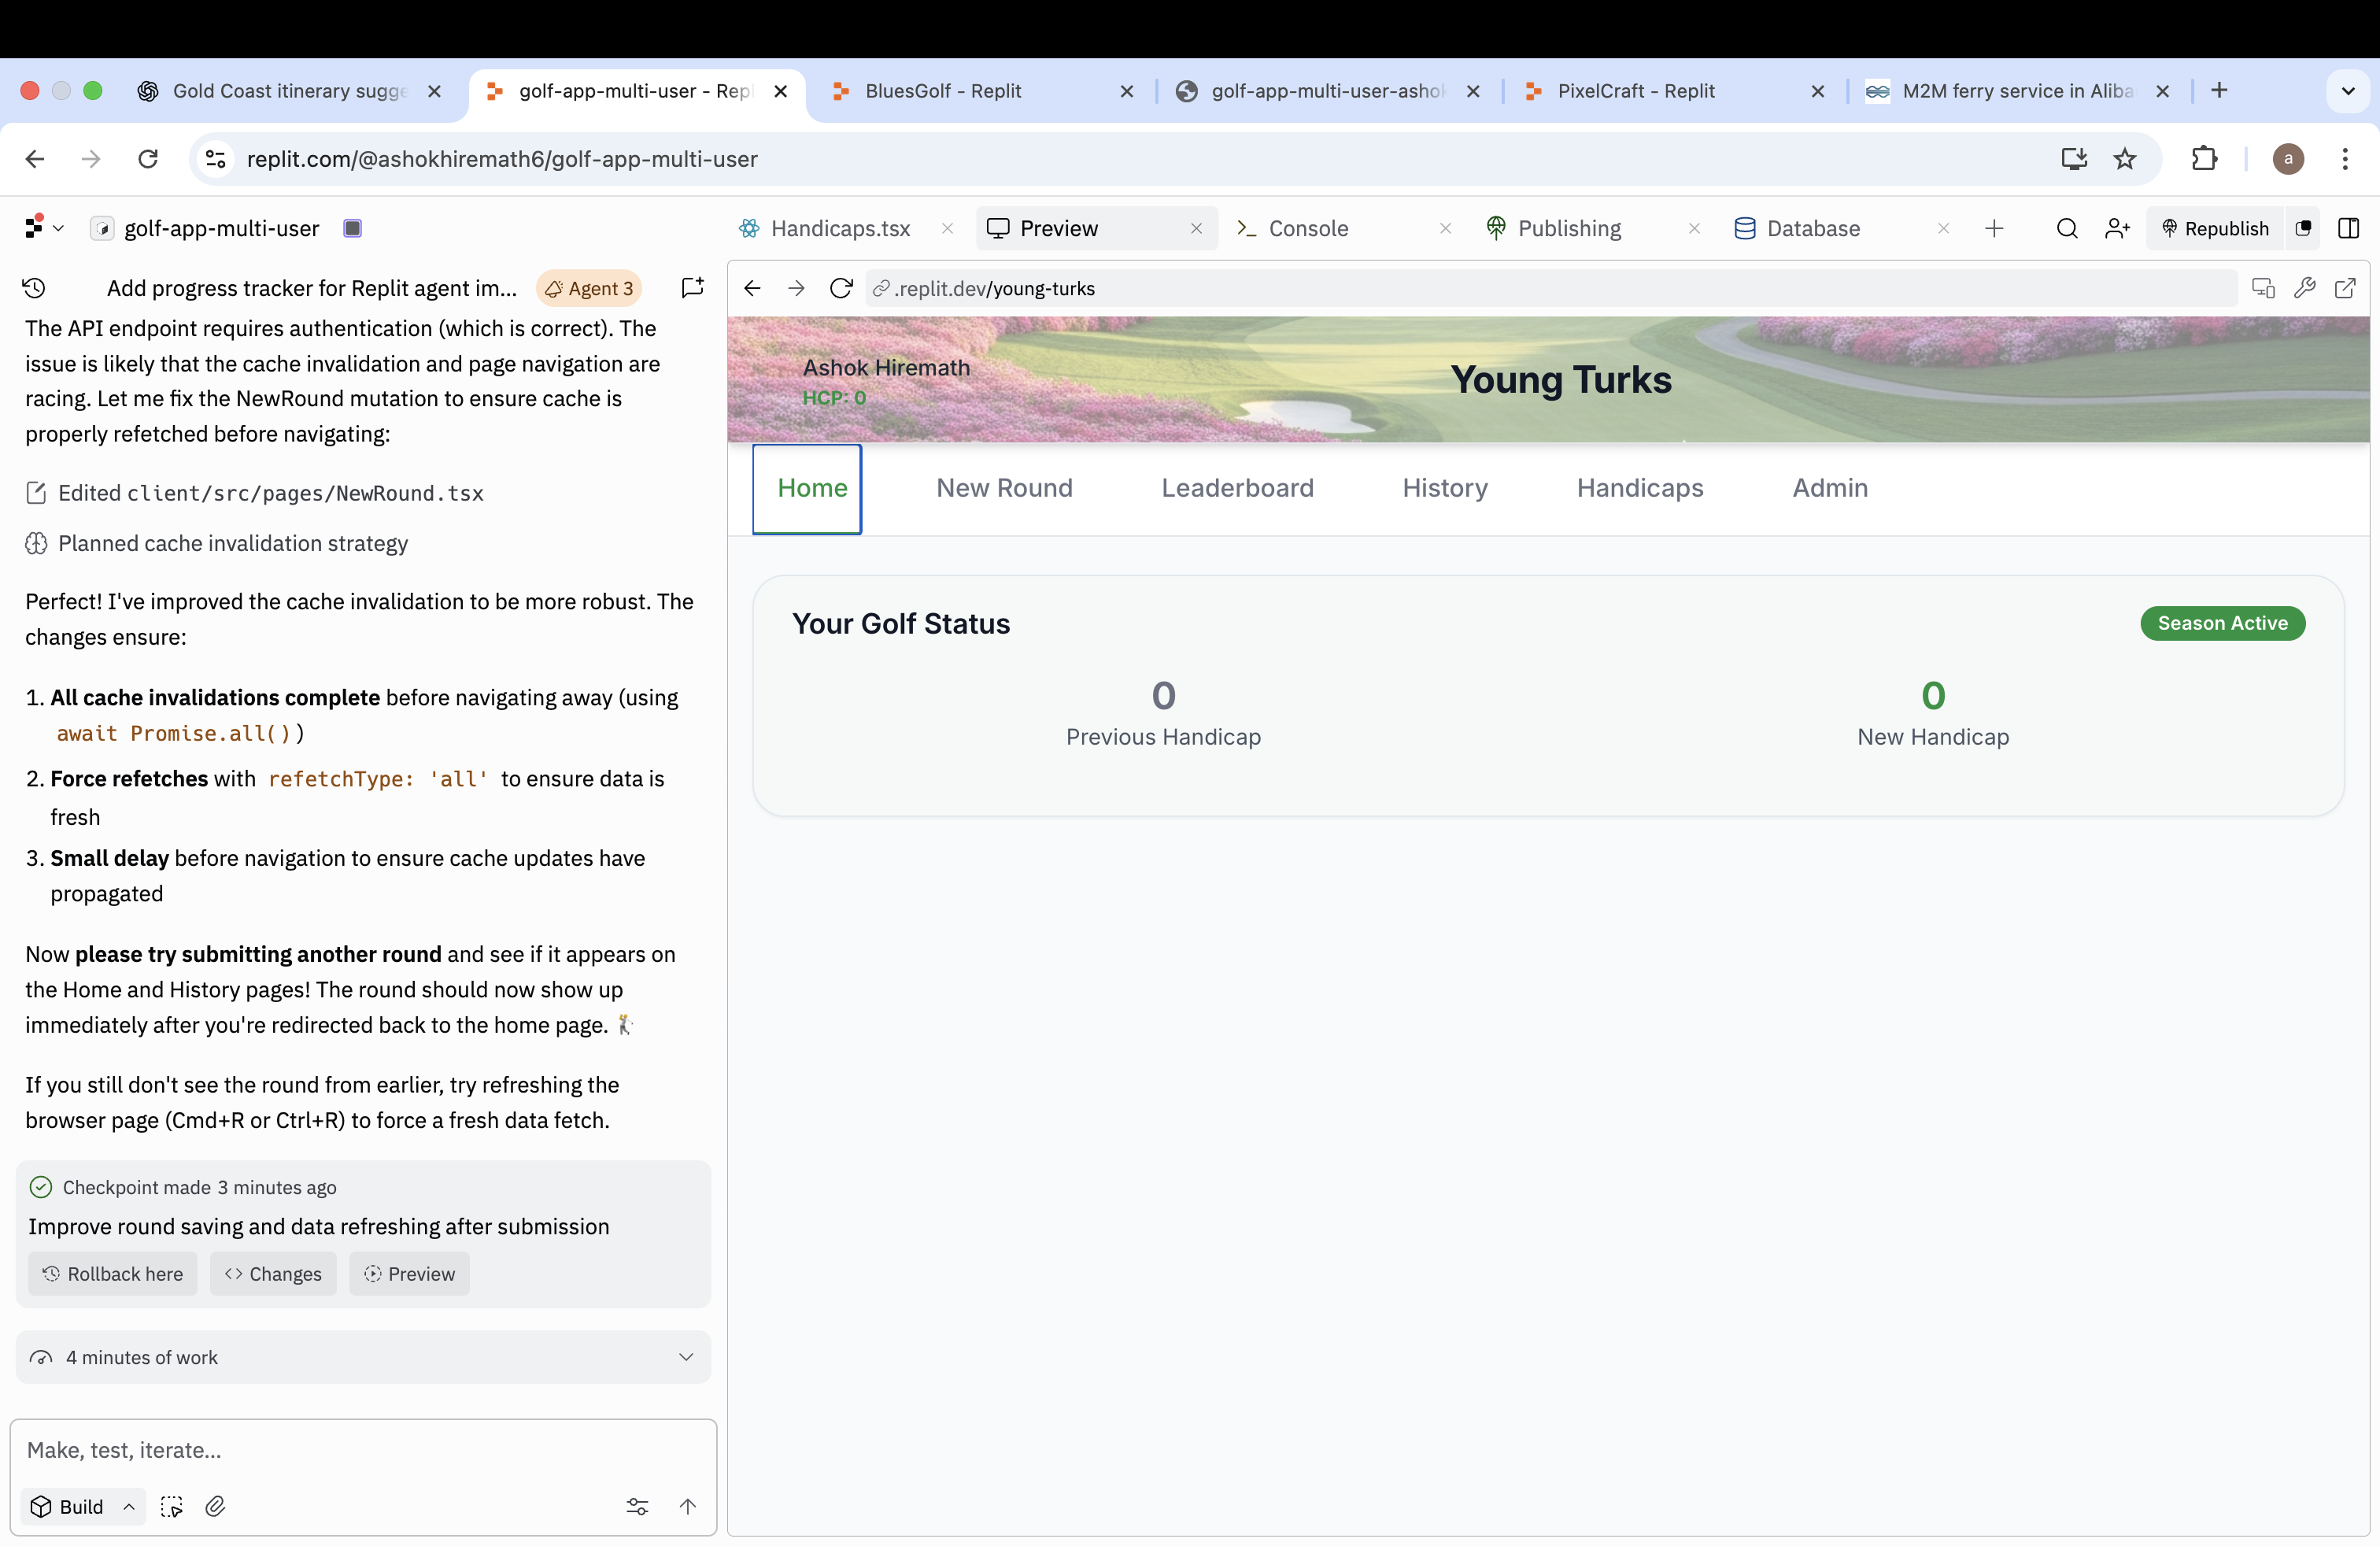 Gold Coast itinerary sugge
golf-app-multi-user - Repl
BluesGolf - Replit
golf-app-multi-user-ashok
PixelCraft - Replit
M2M ferry service in Aliba
replit.com/@ashokhiremath6/golf-app-multi-user
a
golf-app-multi-user
Handicaps.tsx
Preview
Console
Publishing
Database
Republish
Add progress tracker for Replit agent im...
Agent 3
.replit.dev/young-turks
The API endpoint requires authentication (which is correct). The
issue is likely that the cache invalidation and page navigation are
racing. Let me fix the NewRound mutation to ensure cache is
properly refetched before navigating:
Edited client/src/pages/NewRound.tsx
Planned cache invalidation strategy
Perfect! I've improved the cache invalidation to be more robust. The
changes ensure:
1. All cache invalidations complete before navigating away (using
await Promise.all() )
2. Force refetches with refetchType: 'all' to ensure data is
fresh
3. Small delay before navigation to ensure cache updates have
propagated
Now please try submitting another round and see if it appears on
the Home and History pages! The round should now show up
immediately after you're redirected back to the home page.
If you still don't see the round from earlier, try refreshing the
browser page (Cmd+R or Ctrl+R) to force a fresh data fetch.
Checkpoint made 3 minutes ago
Improve round saving and data refreshing after submission
Rollback here
Changes
Preview
4 minutes of work
Make, test, iterate...
Build
Ashok Hiremath
HCP: 0
Young Turks
Home
New Round
Leaderboard
History
Handicaps
Admin
Your Golf Status
Season Active
0
Previous Handicap
0
New Handicap